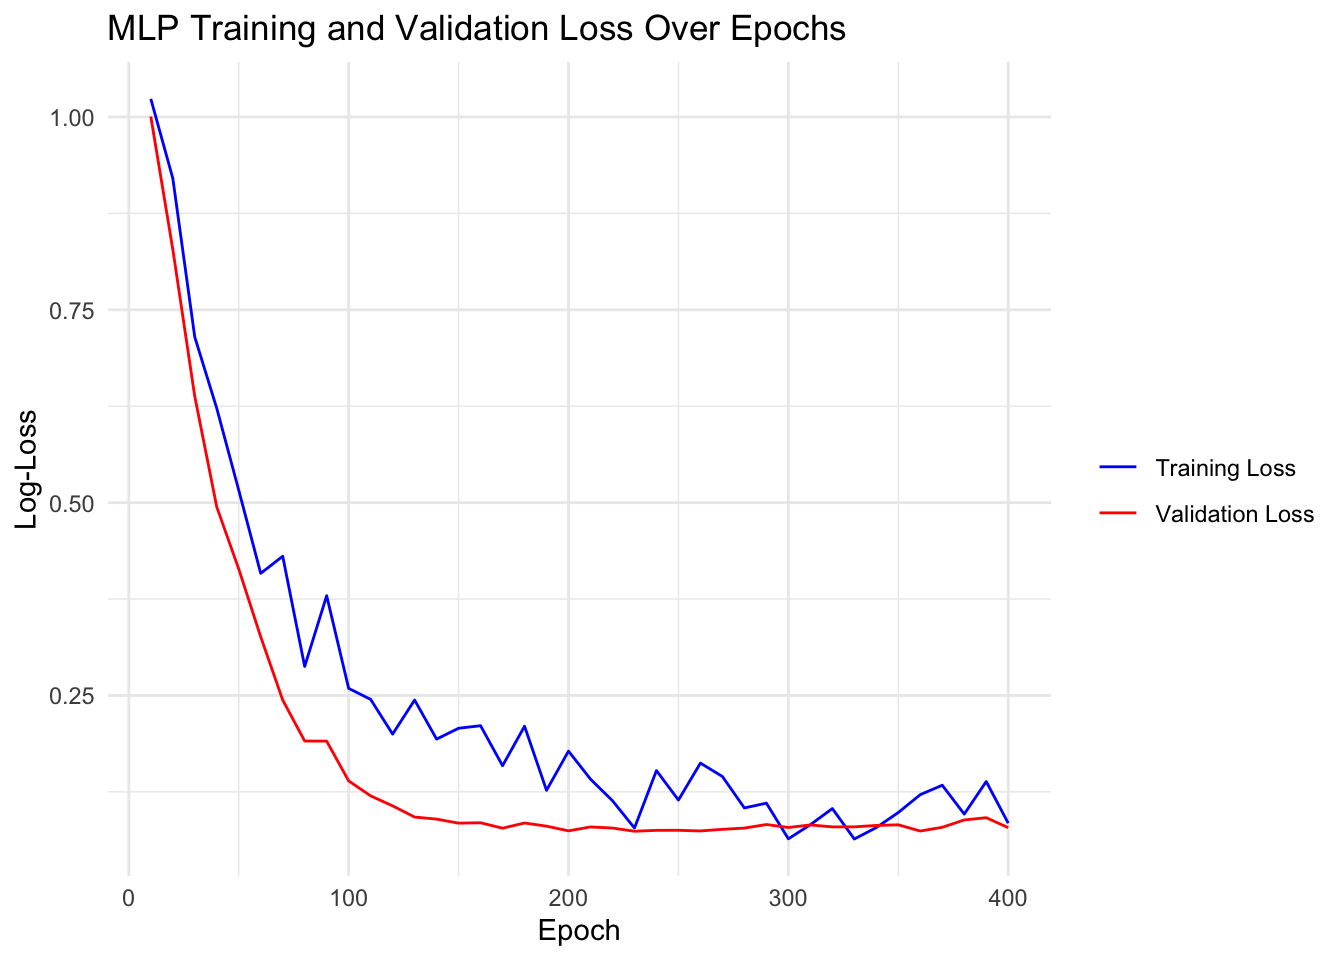 MLP Training and Validation Loss Over Epochs
Log-Loss
1.00
0.75
0.50
0.25
0 100 200 300 400
Epoch
Training Loss
Validation Loss